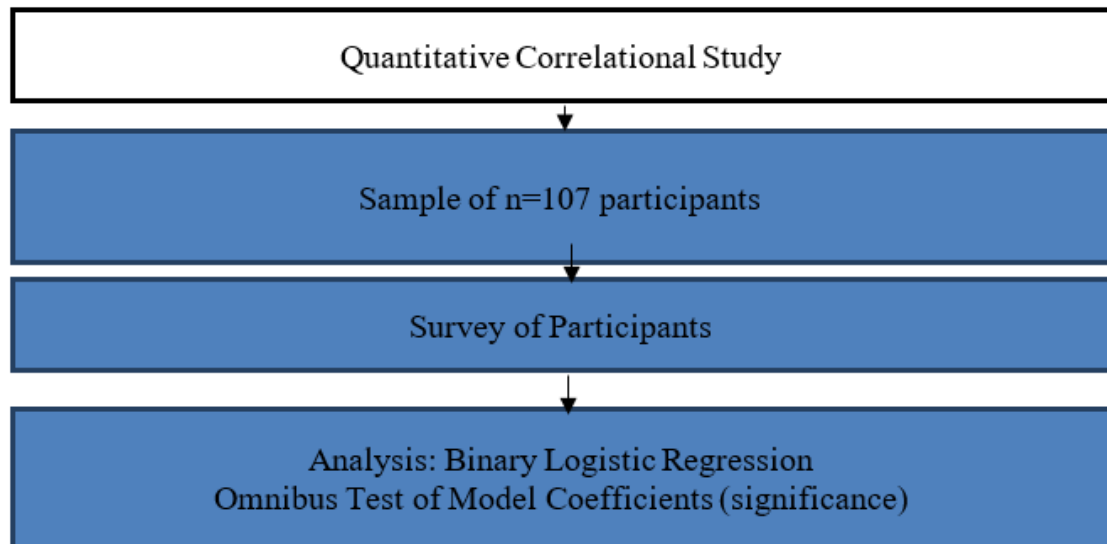 Quantitative Correlational Study
Sample of n=107 participants
Survey of Participants
Analysis: Binary Logistic Regression
Omnibus Test of Model Coefficients (significance)